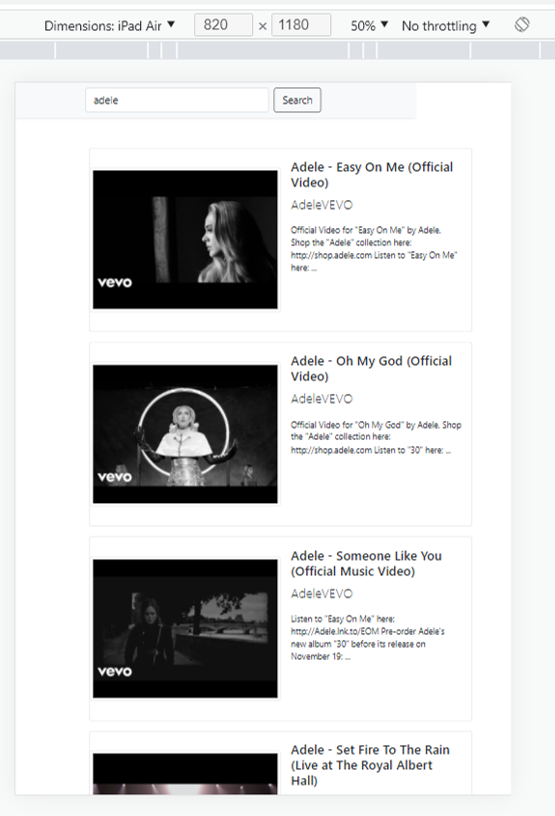 Dimensions: iPad Air ▼ 820 × 1180 50% ▼ No throttling ▼
adele Search
Adele - Easy On Me (Official
Video)
AdeleVEVO
Official Video for "Easy On Me" by Adele.
Shop the "Adele" collection here:
http://shop.adele.com Listen to "Easy On Me"
here: ...
vevo
Adele - Oh My God (Official
Video)
AdeleVEVO
Official Video for "Oh My God" by Adele. Shop
the "Adele" collection here:
http://shop.adele.com Listen to "30" here: ...
vevo
Adele - Someone Like You
(Official Music Video)
AdeleVEVO
Listen to "Easy On Me" here:
http://Adele.lnk.to/EOM Pre-order Adele's
new album "30" before its release on
November 19: ...
vevo
Adele - Set Fire To The Rain
(Live at The Royal Albert
Hall)